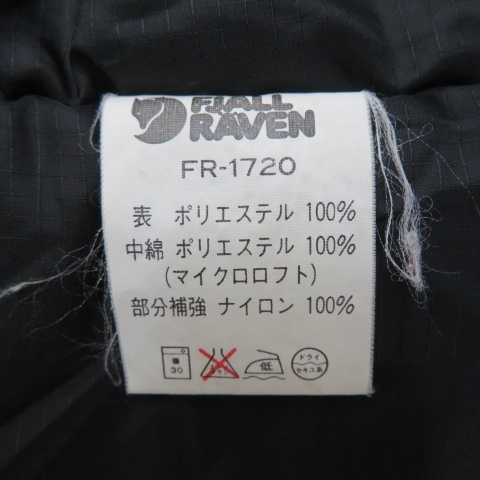 FJALL
RAVEN
FR-1720
表 ポリエステル 100%
中綿 ポリエステル 100%
(マイクロロフト)
部分補強 ナイロン 100%
30
低
ドライ
セキユ系